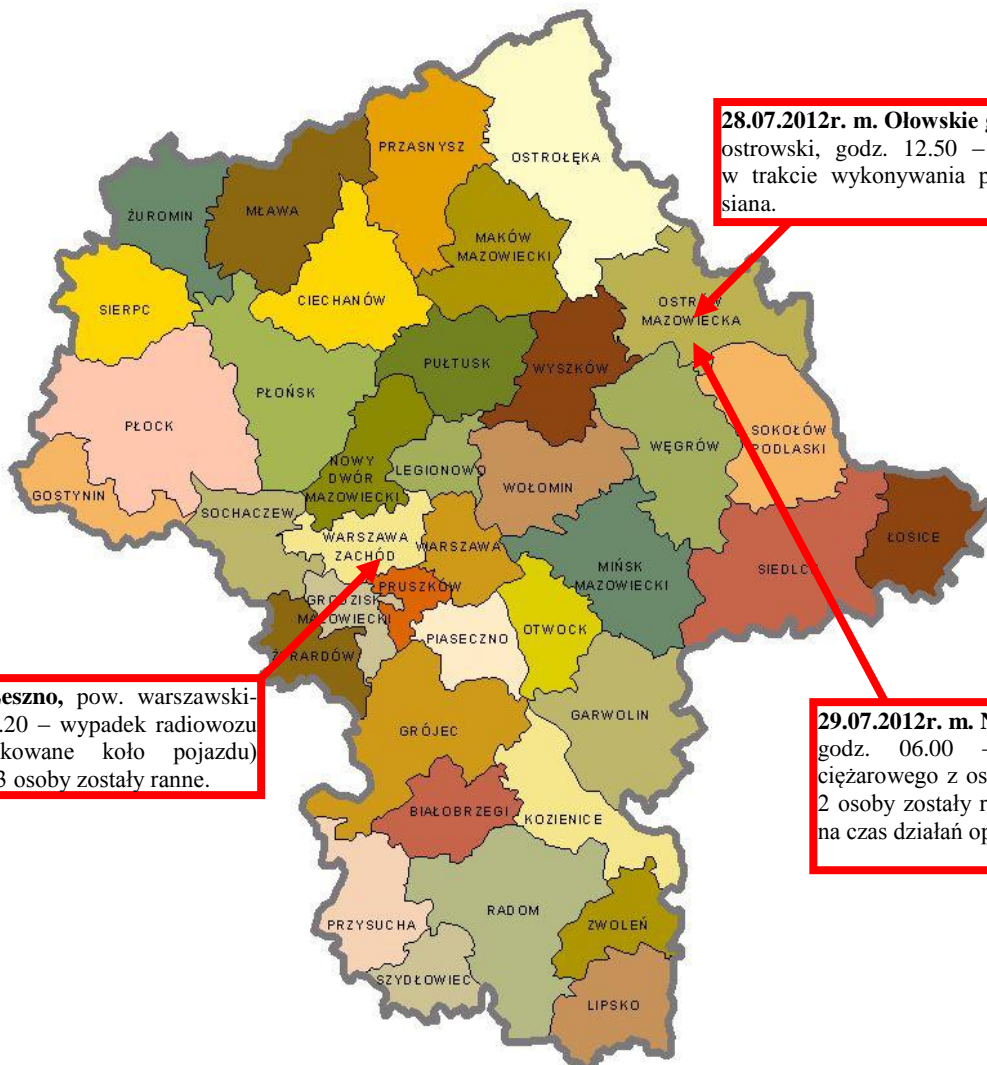 28.07.2012r. m. Ołowskie
ostrowski, godz. 12.50 –
w trakcie wykonywania
siana.
PRZASNYSZ
OSTROŁĘKA
ŻUROMIN
MŁAWA
MAKÓW
MAZOWIECKI
SIERPC
CIECHANÓW
OSTRÓW
MAZOWIECKA
PŁOŃSK
PUŁTUSK
WYSZKÓW
PŁOCK
SOKOŁÓW
PODLASKI
WĘGRÓW
NOWY
DWÓR
MAZOWIECKI
LEGIONOWO
WOŁOMIN
GOSTYNIN
SOCHACZEW
WARSZAWA
ZACHÓD
WARSZAWA
ŁOSICE
MIŃSK
MAZOWIECKI
SIEDLCE
PRUSZKÓW
GRODZISK
MAZOWIECKI
PIASECZNO
OTWOCK
ŻYRARDÓW
GARWOLIN
eszno, pow. warszawski-
.20 – wypadek radiowozu
kowane koło pojazdu)
3 osoby zostały ranne.
GRÓJEC
29.07.2012r. m.
godz. 06.00 –
ciężarowego z
2 osoby zostały
na czas działań
BIAŁOBRZEGI
KOZIENICE
RADOM
PRZYSUCHA
ZWOLEŃ
SZYDŁOWIEC
LIPSKO